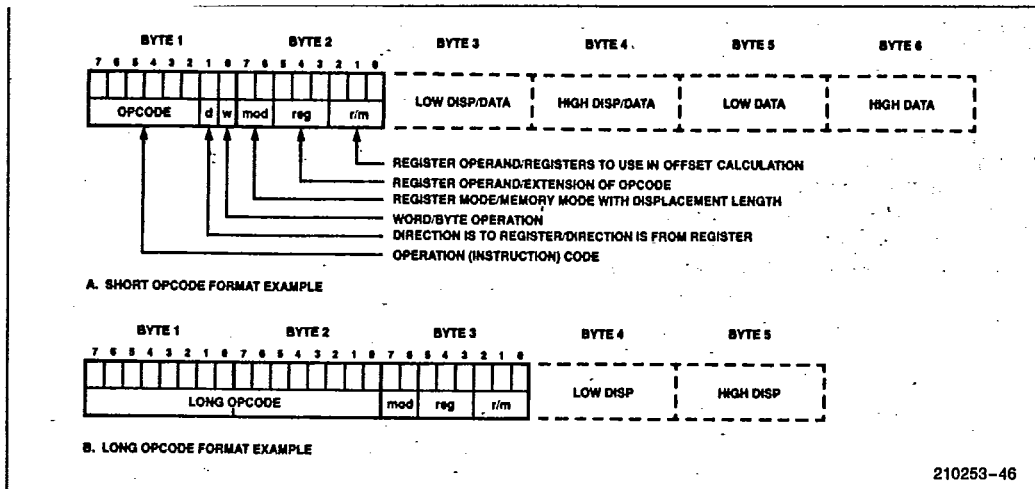 BYTE 1 BYTE 2 BYTE 3 BYTE 4 BYTE 5 BYTE 6
7 6 5 4 3 2 1 0 7 6 5 4 3 2 1 0
LOW DISP/DATA HIGH DISP/DATA LOW DATA HIGH DATA
OPCODE d w mod reg r/m
REGISTER OPERAND/REGISTERS TO USE IN OFFSET CALCULATION
REGISTER OPERAND/EXTENSION OF OPCODE
REGISTER MODE/MEMORY MODE WITH DISPLACEMENT LENGTH
WORD/BYTE OPERATION
DIRECTION IS TO REGISTER/DIRECTION IS FROM REGISTER
OPERATION (INSTRUCTION) CODE
A. SHORT OPCODE FORMAT EXAMPLE
BYTE 1 BYTE 2 BYTE 3 BYTE 4 BYTE 5
7 6 5 4 3 2 1 0 7 6 5 4 3 2 1 0 7 6 5 4 3 2 1 0
LONG OPCODE mod reg r/m LOW DISP HIGH DISP
B. LONG OPCODE FORMAT EXAMPLE
210253-46